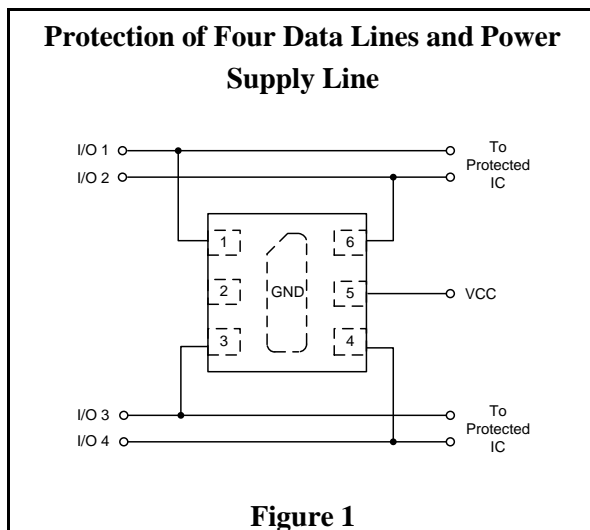 Protection of Four Data Lines and Power
Supply Line
I/O 1
To
Protected
IC
I/O 2
1
6
2
GND
5
VCC
3
4
I/O 3
To
Protected
IC
I/O 4
Figure 1